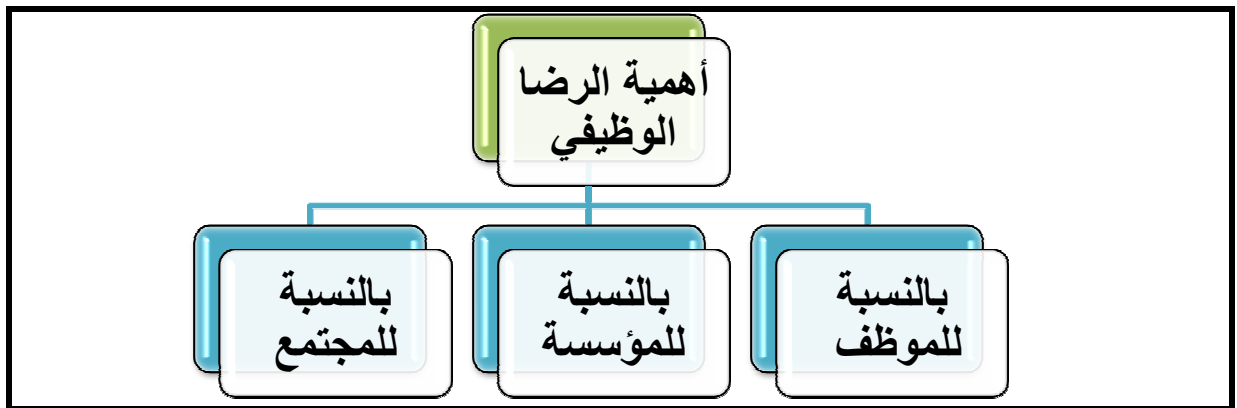 أهمية الرضا
الوظيفي
بالنسبة
للموظف
بالنسبة
للمؤسسة
بالنسبة
للمجتمع